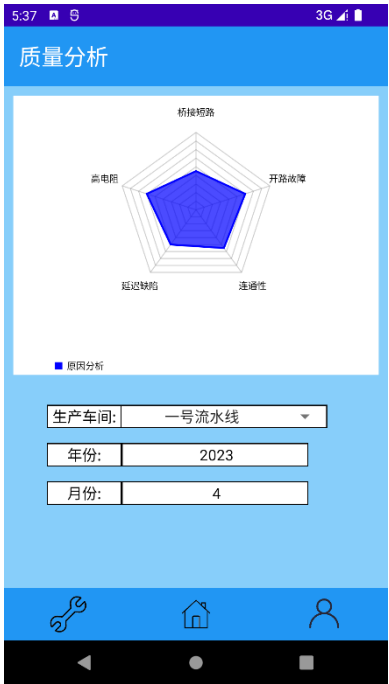 5:37 3G
质量分析
桥接短路
高电阻 开路故障
延迟缺陷 连通性
原因分析
生产车间: 一号流水线
年份: 2023
月份: 4